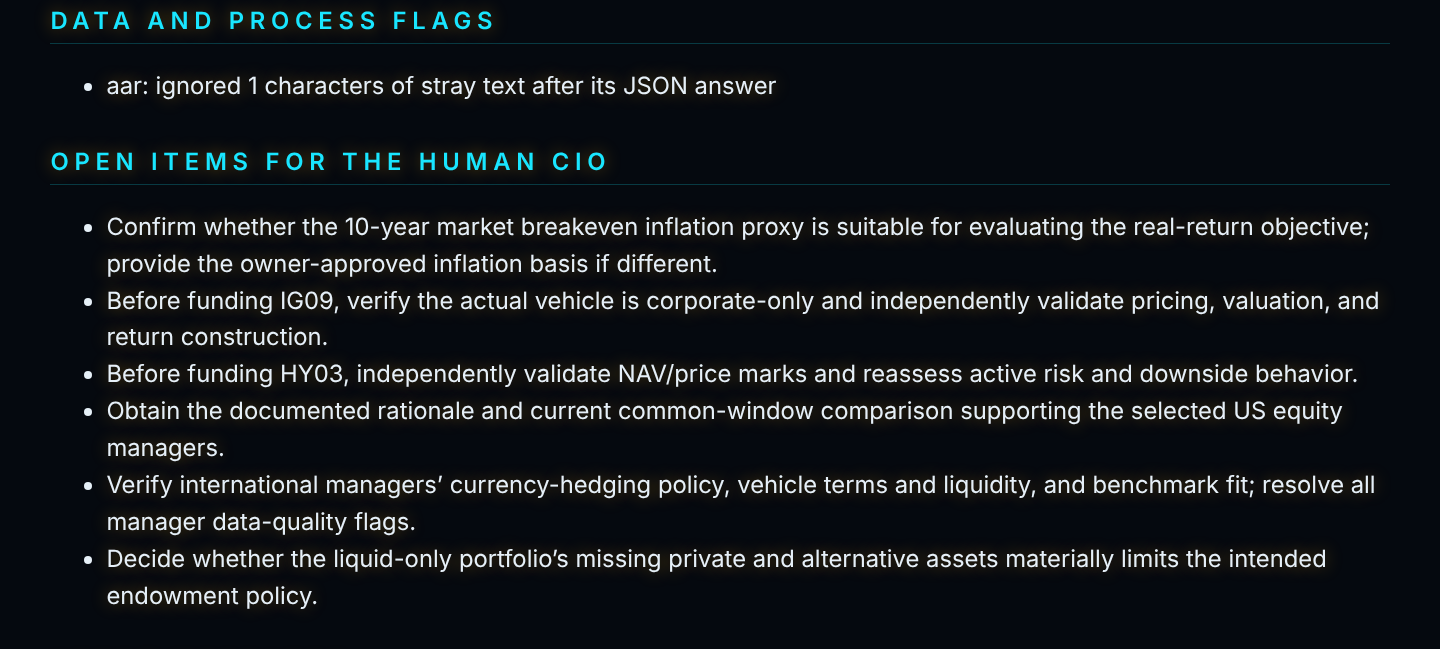 DATA AND PROCESS FLAGS
• aar: ignored 1 characters of stray text after its JSON answer
OPEN ITEMS FOR THE HUMAN CIO
• Confirm whether the 10-year market breakeven inflation proxy is suitable for evaluating the real-return objective;
provide the owner-approved inflation basis if different.
• Before funding IG09, verify the actual vehicle is corporate-only and independently validate pricing, valuation, and
return construction.
• Before funding HY03, independently validate NAV/price marks and reassess active risk and downside behavior.
• Obtain the documented rationale and current common-window comparison supporting the selected US equity
managers.
• Verify international managers’ currency-hedging policy, vehicle terms and liquidity, and benchmark fit; resolve all
manager data-quality flags.
• Decide whether the liquid-only portfolio’s missing private and alternative assets materially limits the intended
endowment policy.